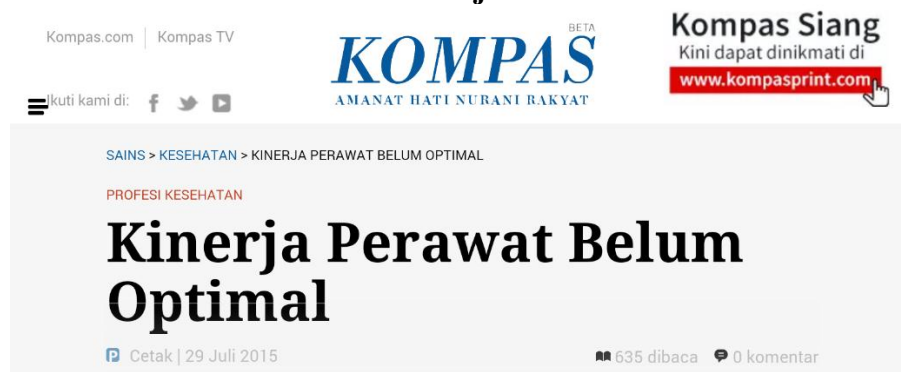 Kompas.com | Kompas TV
Ikuti kami di:
KOMPAS
BETA
AMANAT HATI NURANI RAKYAT
Kompas Siang
Kini dapat dinikmati di
www.kompasprint.com
SAINS > KESEHATAN > KINERJA PERAWAT BELUM OPTIMAL
PROFESI KESEHATAN
Kinerja Perawat Belum
Optimal
Cetak | 29 Juli 2015
635 dibaca
0 komentar